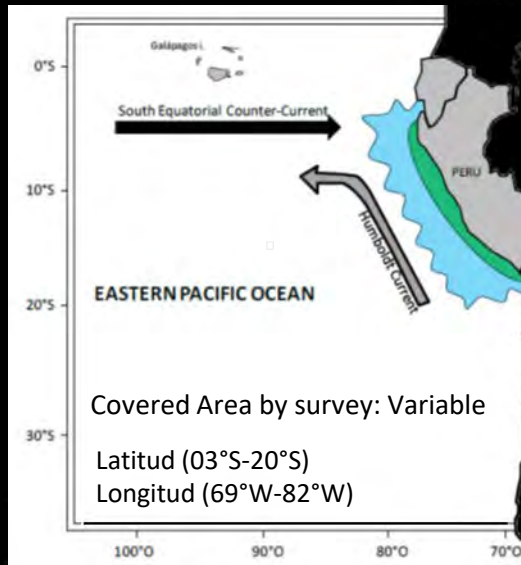 Galápagos i.
0°S
South Equatorial Counter-Current
PERU
10°S
Humboldt Current
EASTERN PACIFIC OCEAN
20°S
Covered Area by survey: Variable
30°S
Latitud (03°S-20°S)
Longitud (69°W-82°W)
100°O 90°O 80°O 70°O